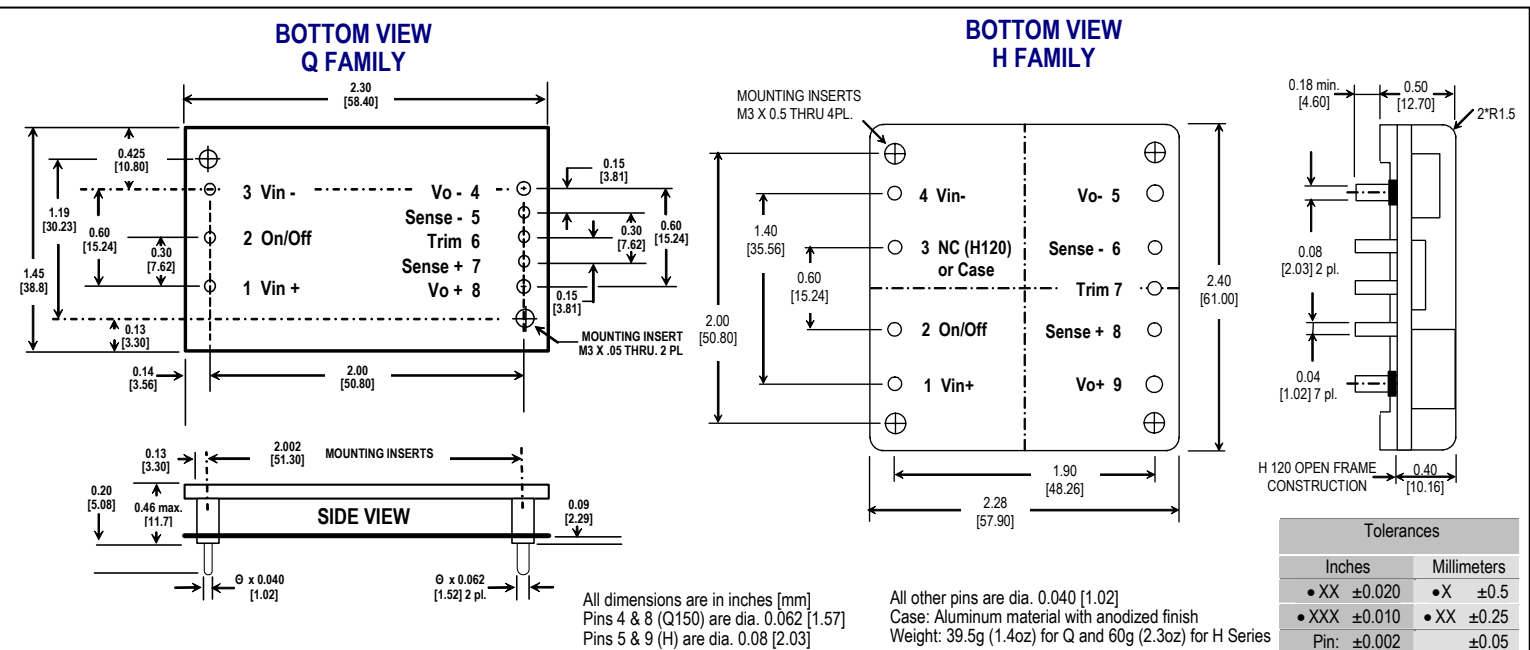 BOTTOM VIEW
Q FAMILY
2.30
[58.40]
0.425
[10.80]
1.19
[30.23]
0.60
[15.24]
0.30
[7.62]
1.45
[38.8]
0.13
[3.30]
0.14
[3.56]
2.00
[50.80]
3 Vin -
2 On/Off
1 Vin +
Vo - 4
Sense - 5
Trim 6
Sense + 7
Vo + 8
0.15
[3.81]
0.30
[7.62]
0.60
[15.24]
0.15
[3.81]
MOUNTING INSERT
M3 X .05 THRU. 2 PL
0.13
[3.30]
2.002
[51.30]
MOUNTING INSERTS
0.20
[5.08]
0.46 max.
[11.7]
SIDE VIEW
0.09
[2.29]
Θ x 0.040
[1.02]
Θ x 0.062
[1.52] 2 pl.
BOTTOM VIEW
H FAMILY
MOUNTING INSERTS
M3 X 0.5 THRU 4PL.
2.00
[50.80]
1.40
[35.56]
0.60
[15.24]
4 Vin-
3 NC (H120)
or Case
2 On/Off
1 Vin+
Vo- 5
Sense - 6
Trim 7
Sense + 8
Vo+ 9
2.40
[61.00]
1.90
[48.26]
2.28
[57.90]
0.18 min.
[4.60]
0.50
[12.70]
2*R1.5
0.08
[2.03] 2 pl.
0.04
[1.02] 7 pl.
H 120 OPEN FRAME
CONSTRUCTION
0.40
[10.16]
All dimensions are in inches [mm]
Pins 4 & 8 (Q150) are dia. 0.062 [1.57]
Pins 5 & 9 (H) are dia. 0.08 [2.03]
All other pins are dia. 0.040 [1.02]
Case: Aluminum material with anodized finish
Weight: 39.5g (1.4oz) for Q and 60g (2.3oz) for H Series
Tolerances
Inches Millimeters
• XX ±0.020 •X ±0.5
• XXX ±0.010 • XX ±0.25
Pin: ±0.002 ±0.05